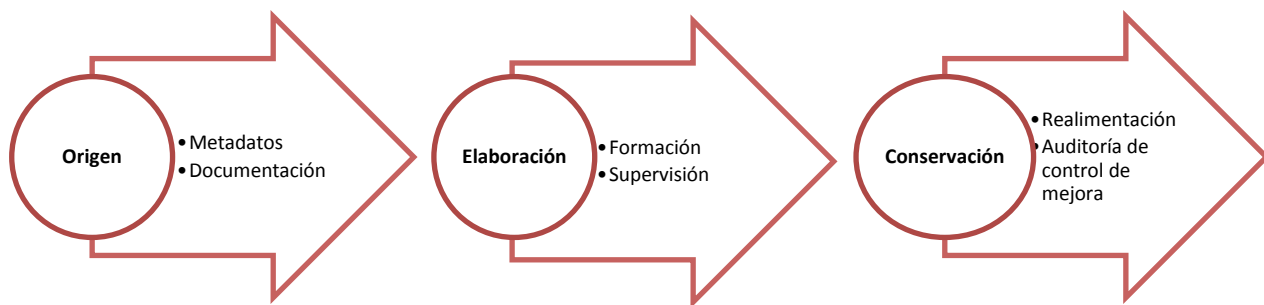 Origen
• Metadatos
• Documentación
Elaboración
• Formación
• Supervisión
Conservación
• Realimentación
• Auditoría de
control de
mejora